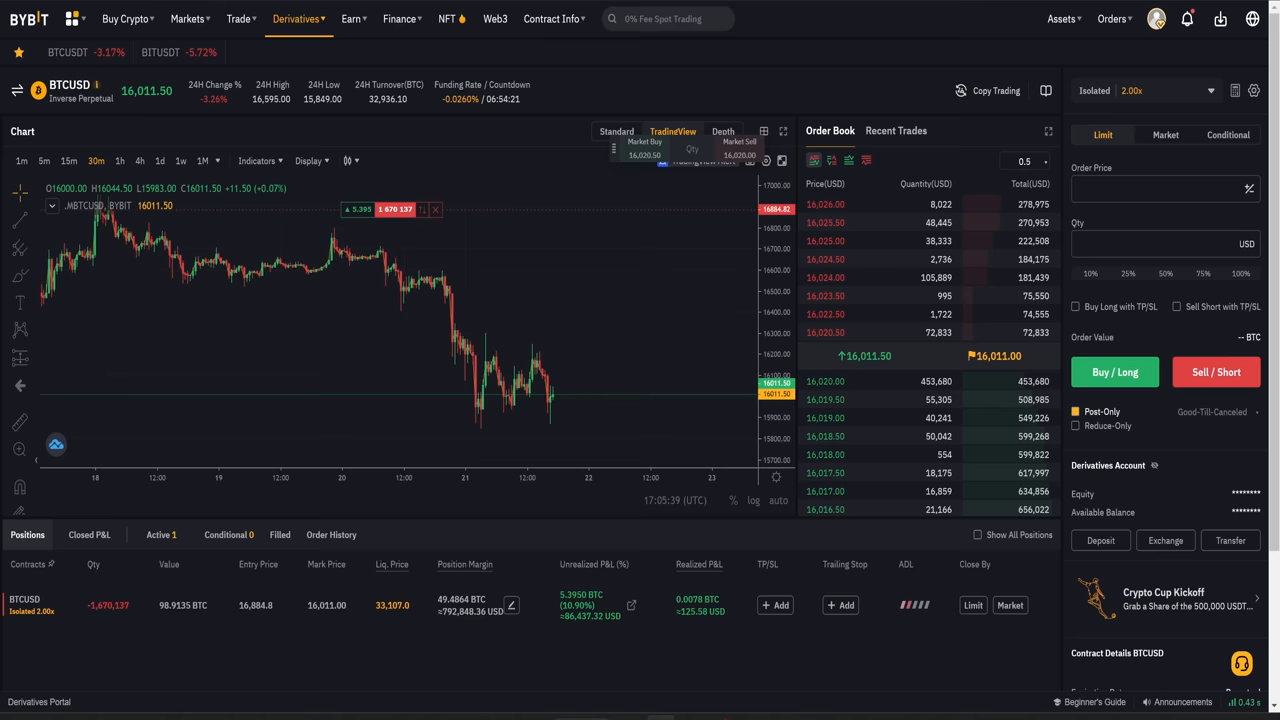 BYBIT
Buy Crypto
Markets
Trade
Derivatives
Earn
Finance
NFT
Web3
Contract Info
0% Fee Spot Trading
Assets
Orders
BTCUSDT -3.17%
BITUSDT -5.72%
BTCUSD
Inverse Perpetual
16,011.50
24H Change %
-3.26%
24H High
16,595.00
24H Low
15,849.00
24H Turnover(BTC)
32,936.10
Funding Rate / Countdown
-0.0260% / 06:54:21
Copy Trading
Isolated 2.00x
Chart
Standard
TradingView
Depth
Market Buy
16,020.50
Qty
Market Sell
16,020.00
1m 5m 15m 30m 1h 4h 1d 1w 1M
Indicators
Display
TradingView Alert
O16000.00 H16044.50 L15983.00 C16011.50 +11.50 (+0.07%)
.MBTCUSD, BYBIT 16011.50
5.395
1 670 137
17000.00
16884.82
16800.00
16700.00
16600.00
16500.00
16400.00
16300.00
16200.00
16100.00
16011.50
16011.50
15900.00
15800.00
15700.00
18 12:00 19 12:00 20 12:00 21 12:00 22 12:00 23
17:05:39 (UTC)
% log auto
Order Book
Recent Trades
0.5
Price(USD) Quantity(USD) Total(USD)
16,026.00 8,022 278,975
16,025.50 48,445 270,953
16,025.00 38,333 222,508
16,024.50 2,736 184,175
16,024.00 105,889 181,439
16,023.50 995 75,550
16,022.50 1,722 74,555
16,020.50 72,833 72,833
16,011.50 16,011.00
16,020.00 453,680 453,680
16,019.50 55,305 508,985
16,019.00 40,241 549,226
16,018.50 50,042 599,268
16,018.00 554 599,822
16,017.50 18,175 617,997
16,017.00 16,859 634,856
16,016.50 21,166 656,022
Limit
Market
Conditional
Order Price
Qty
USD
10% 25% 50% 75% 100%
Buy Long with TP/SL
Sell Short with TP/SL
Order Value
-- BTC
Buy / Long
Sell / Short
Post-Only
Good-Till-Canceled
Reduce-Only
Derivatives Account
Equity ********
Available Balance ********
Deposit
Exchange
Transfer
Crypto Cup Kickoff
Grab a Share of the 500,000 USDT...
Contract Details BTCUSD
Positions
Closed P&L
Active 1
Conditional 0
Filled
Order History
Show All Positions
Contracts Qty Value Entry Price Mark Price Liq. Price Position Margin Unrealized P&L (%) Realized P&L TP/SL Trailing Stop ADL Close By
BTCUSD
Isolated 2.00x
-1,670,137
98.9135 BTC
16,884.8
16,011.00
33,107.0
49.4864 BTC
≈792,848.36 USD
5.3950 BTC
(10.90%)
≈86,437.32 USD
0.0078 BTC
≈125.58 USD
+ Add
+ Add
Limit
Market
Derivatives Portal
Beginner's Guide
Announcements
0.43 s